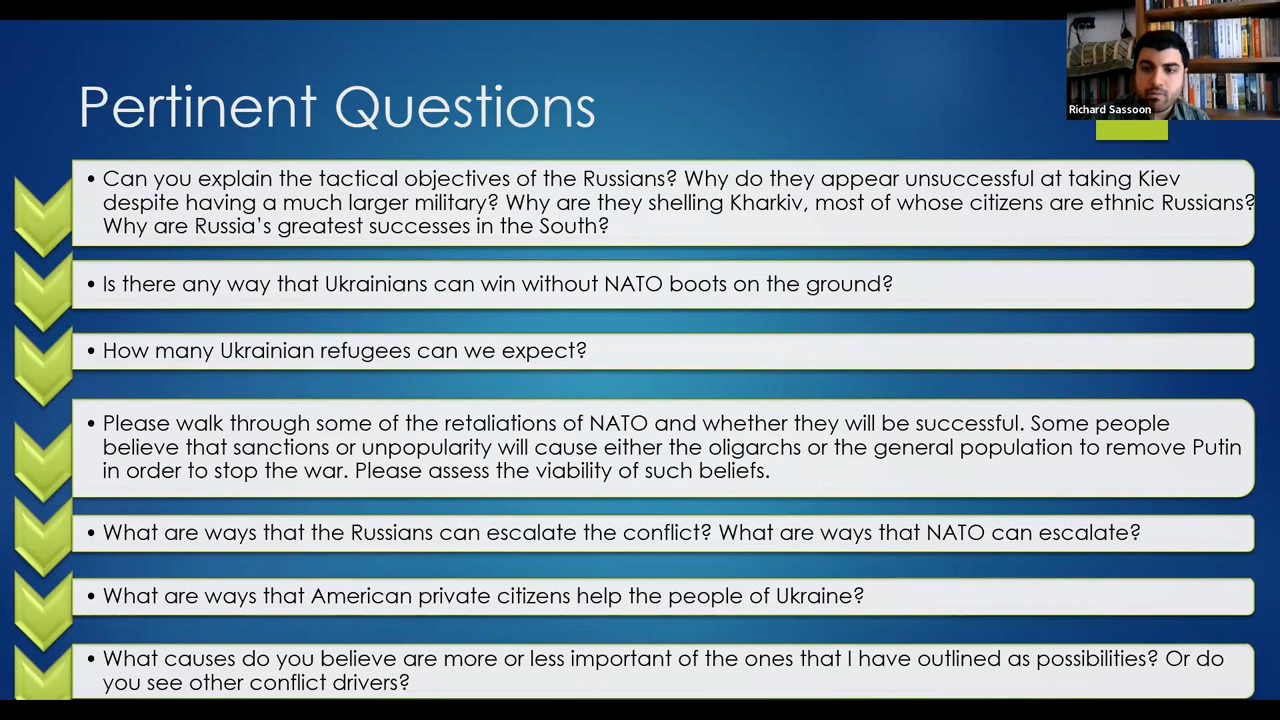 Pertinent Questions
Richard Sassoon
• Can you explain the tactical objectives of the Russians? Why do they appear unsuccessful at taking Kiev
despite having a much larger military? Why are they shelling Kharkiv, most of whose citizens are ethnic Russians?
Why are Russia’s greatest successes in the South?
• Is there any way that Ukrainians can win without NATO boots on the ground?
• How many Ukrainian refugees can we expect?
• Please walk through some of the retaliations of NATO and whether they will be successful. Some people
believe that sanctions or unpopularity will cause either the oligarchs or the general population to remove Putin
in order to stop the war. Please assess the viability of such beliefs.
• What are ways that the Russians can escalate the conflict? What are ways that NATO can escalate?
• What are ways that American private citizens help the people of Ukraine?
• What causes do you believe are more or less important of the ones that I have outlined as possibilities? Or do
you see other conflict drivers?